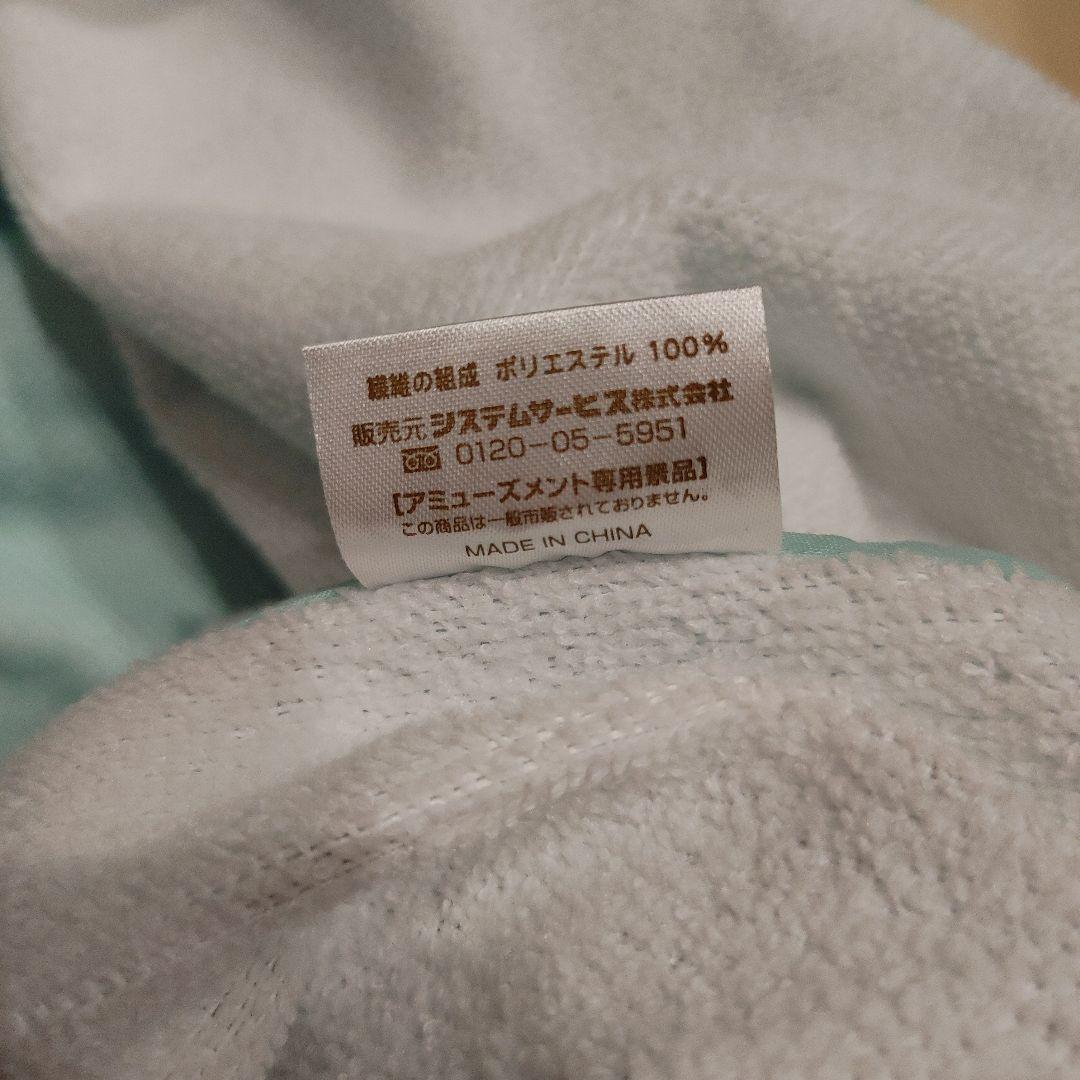 繊維の組成 ポリエステル 100%
販売元 システムサービス株式会社
0120-05-5951
【アミューズメント専用景品】
この商品は一般市販されておりません。
MADE IN CHINA